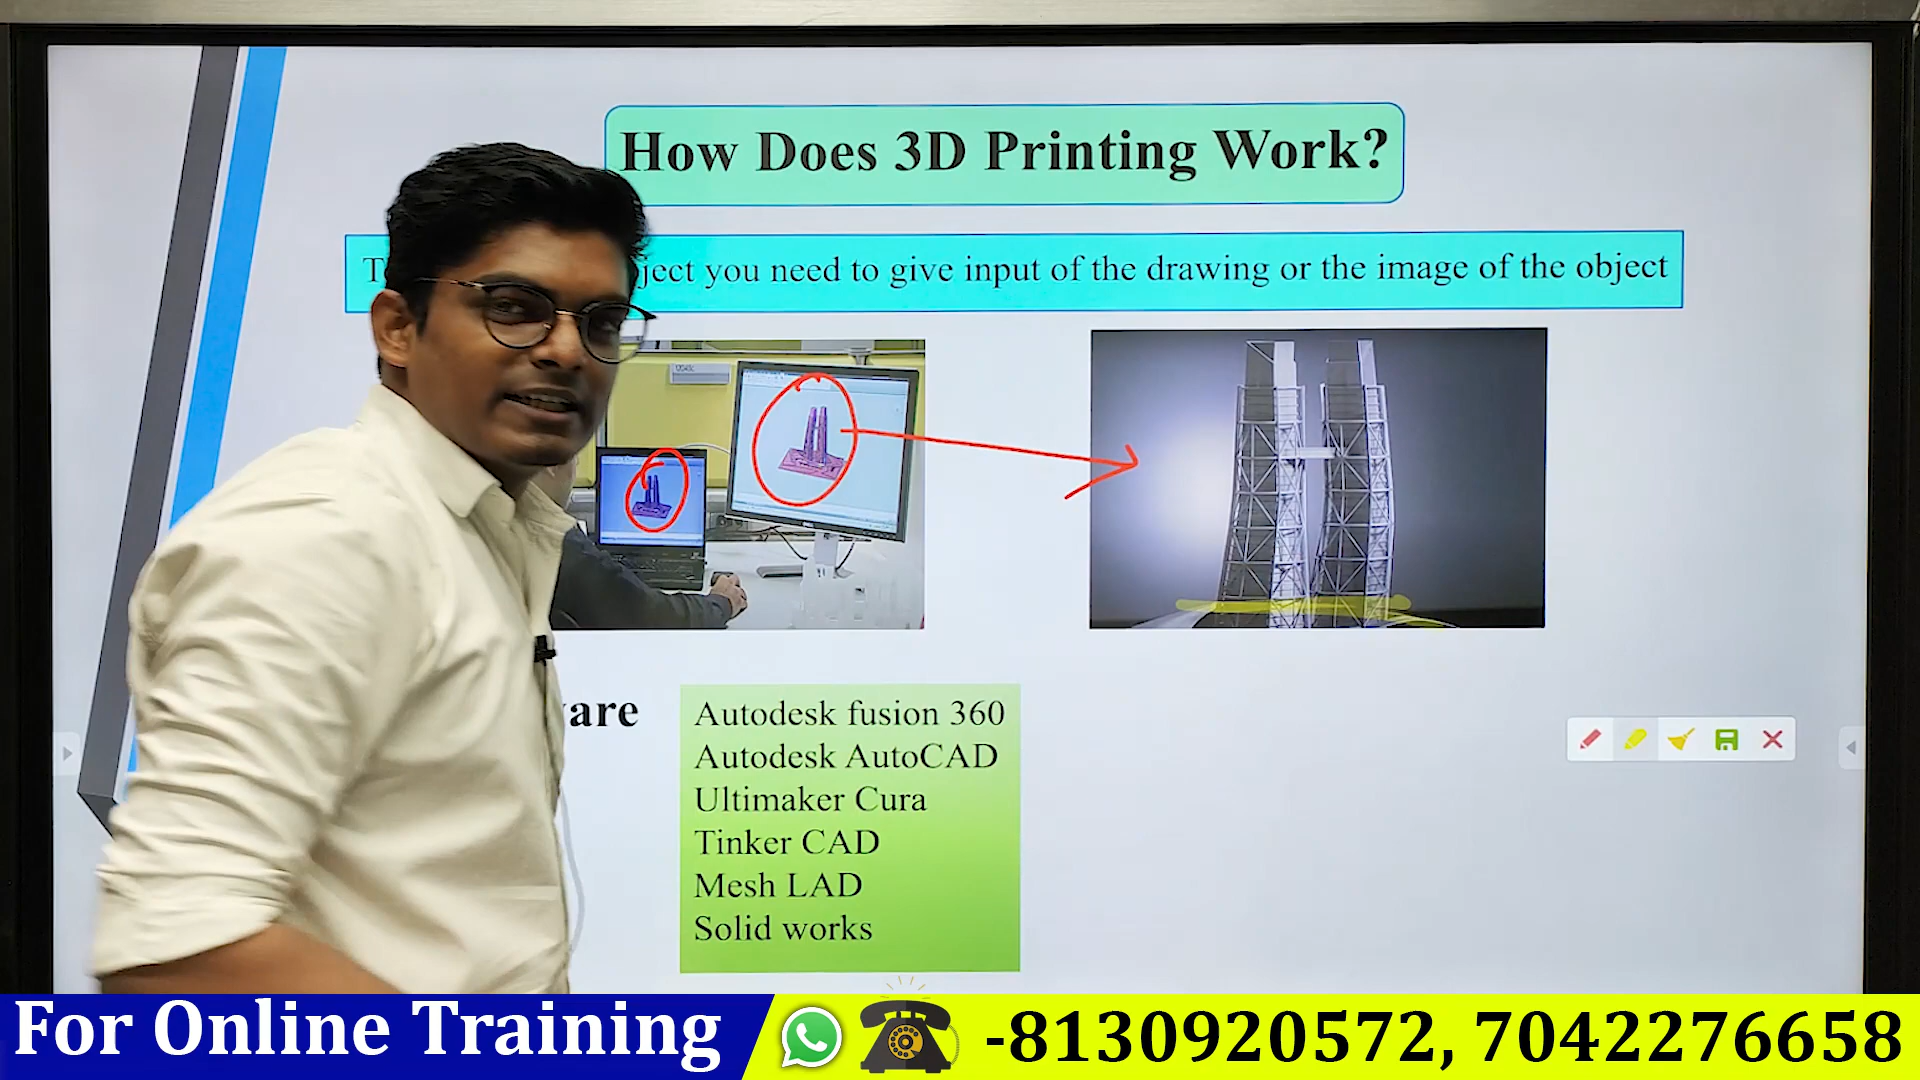 How Does 3D Printing Work?
ject you need to give input of the drawing or the image of the object
are
Autodesk fusion 360
Autodesk AutoCAD
Ultimaker Cura
Tinker CAD
Mesh LAD
Solid works
For Online Training
-8130920572, 7042276658